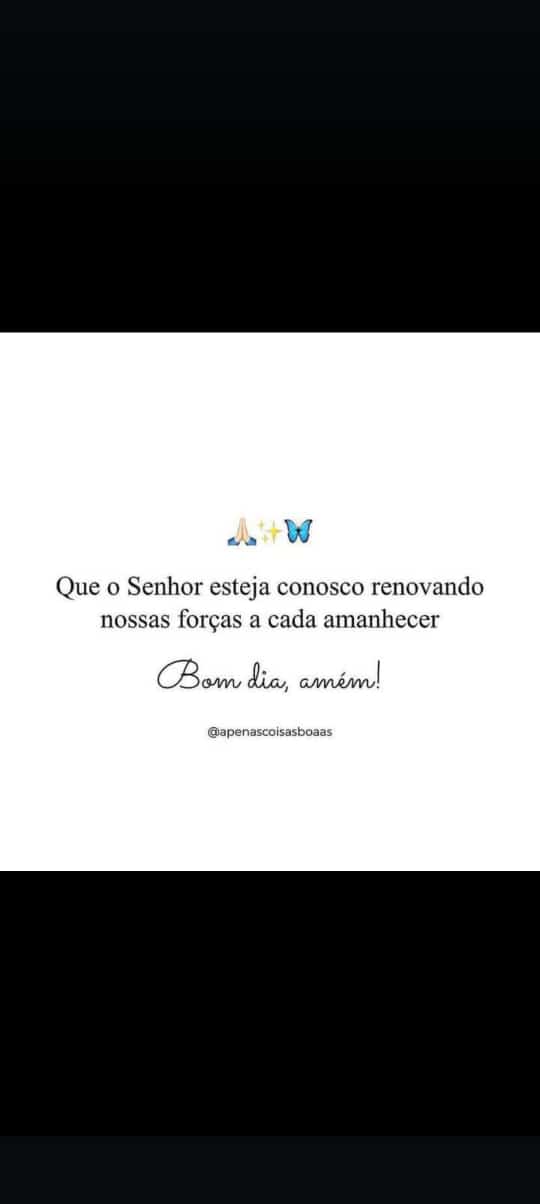 🙏🏻✨🦋
Que o Senhor esteja conosco renovando
nossas forças a cada amanhecer
Bom dia, amém!
@apenascoisasboaas